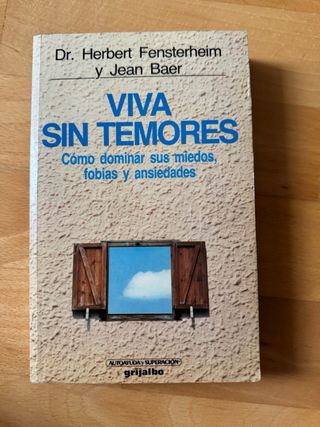 Dr. Herbert Fensterheim
y Jean Baer
VIVA
SIN TEMORES
Cómo dominar sus miedos,
fobias y ansiedades
AUTOAYUDA Y SUPERACIÓN
grijalbo